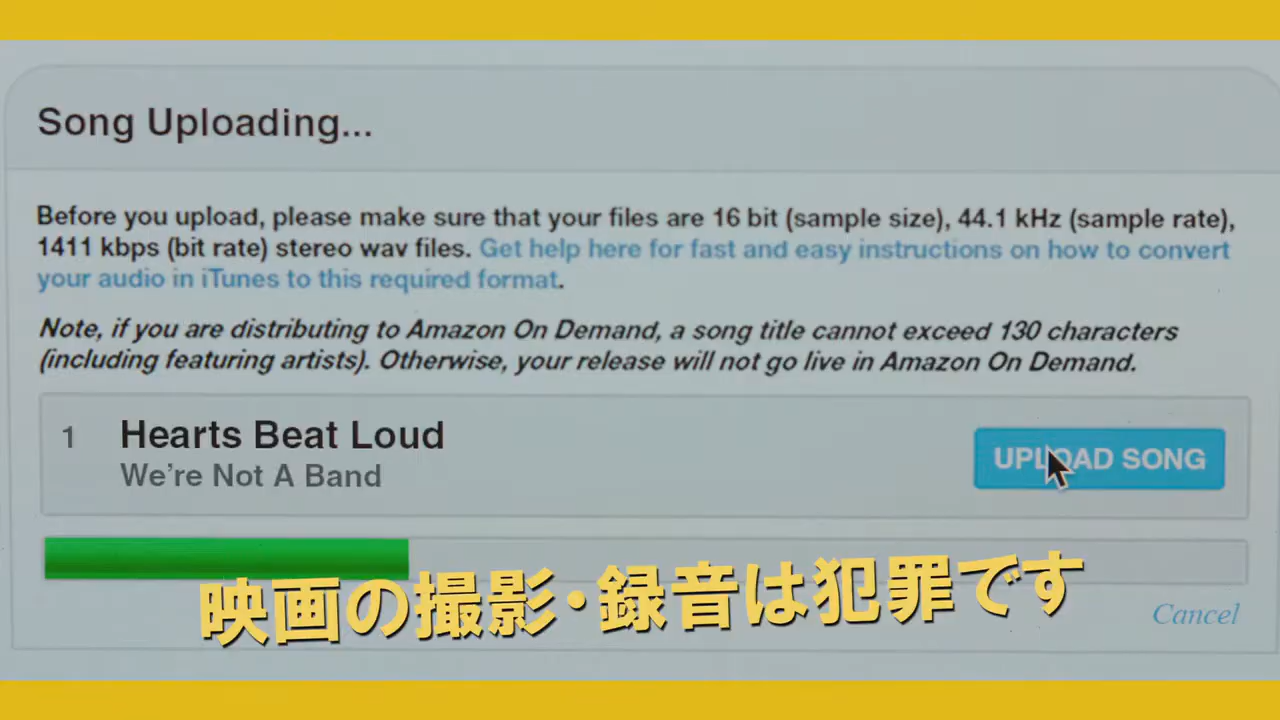 Song Uploading...
Before you upload, please make sure that your files are 16 bit (sample size), 44.1 kHz (sample rate),
1411 kbps (bit rate) stereo wav files. Get help here for fast and easy instructions on how to convert
your audio in iTunes to this required format.
Note, if you are distributing to Amazon On Demand, a song title cannot exceed 130 characters
(including featuring artists). Otherwise, your release will not go live in Amazon On Demand.
1 Hearts Beat Loud
We're Not A Band
UPLOAD SONG
映画の撮影・録音は犯罪です
Cancel